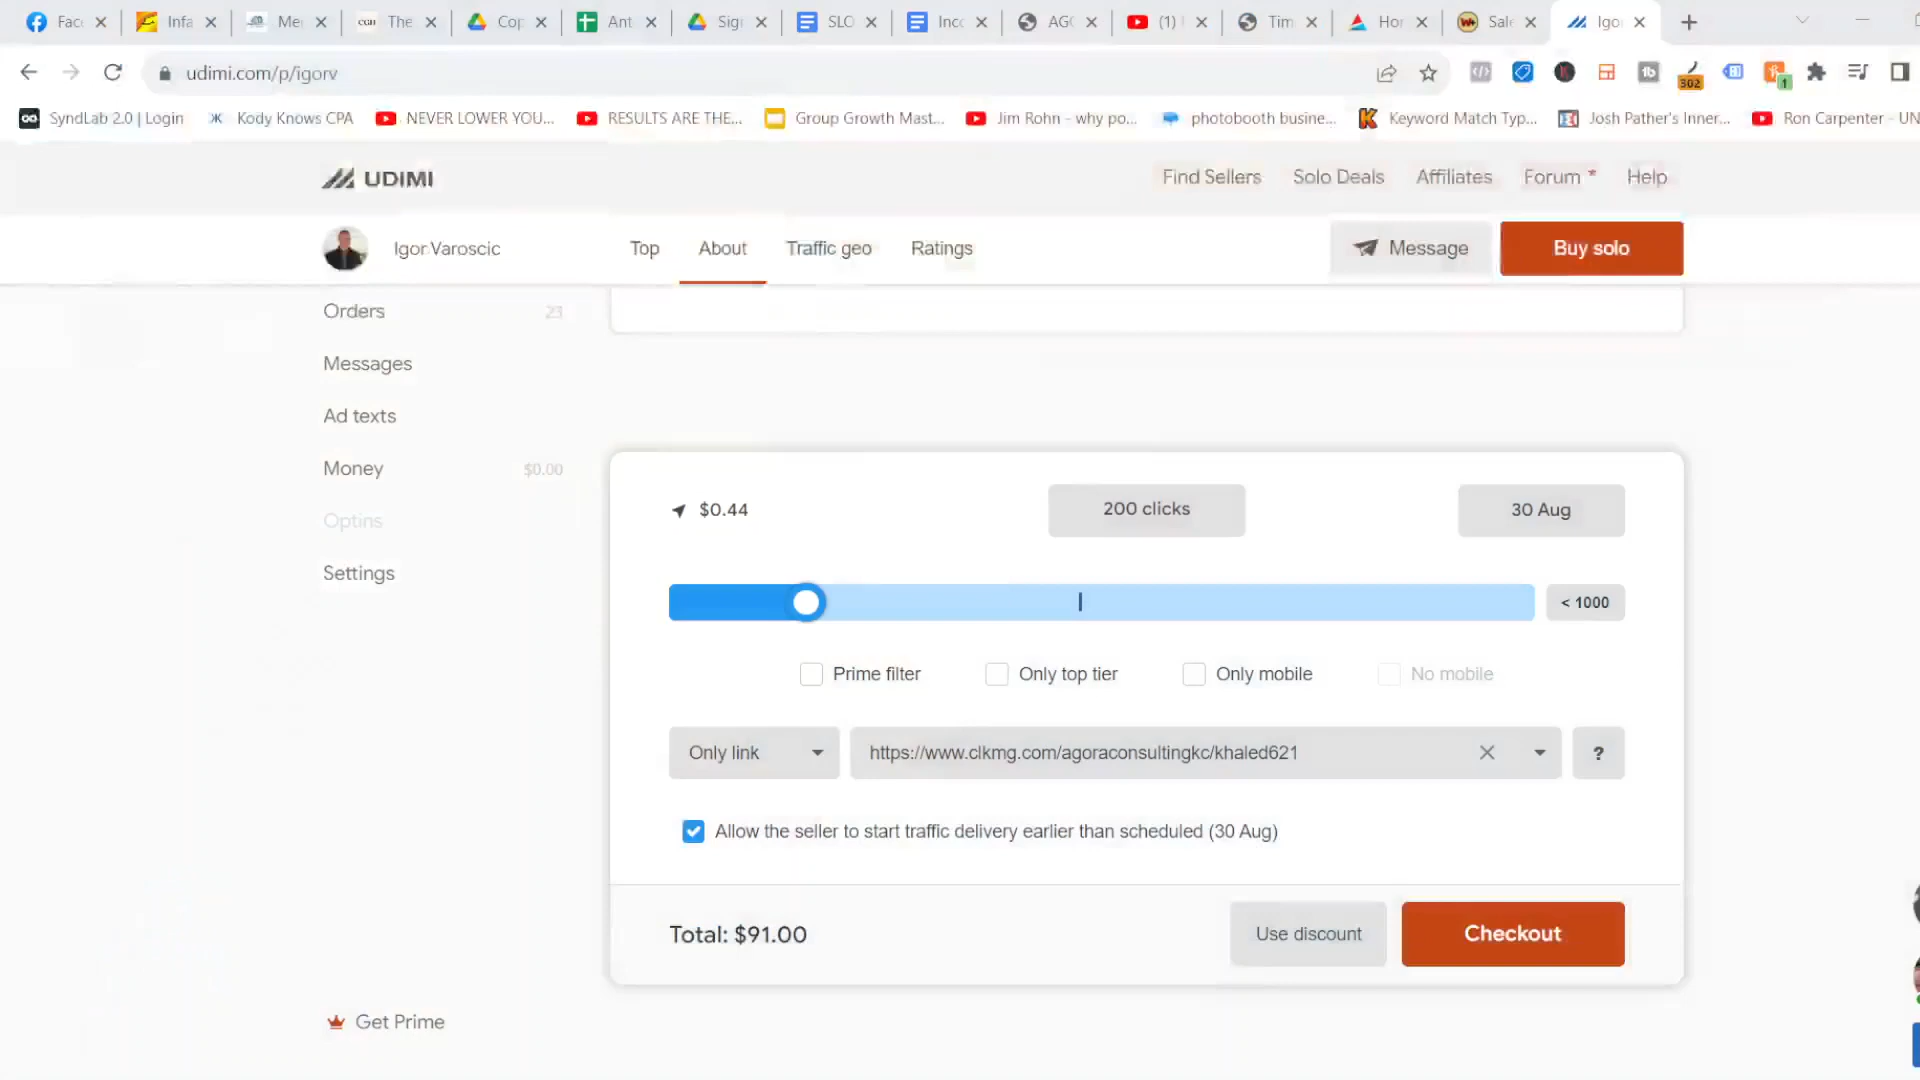 Fac
Infa
Me
CGN
The
Cop
Ant
Sig
SLO
Inc
AGC
(1)
Tim
Hor
W+
Sale
Igo
udimi.com/p/igorv
302
1
SyndLab 2.0 | Login
Kody Knows CPA
NEVER LOWER YOU...
RESULTS ARE THE...
Group Growth Mast...
Jim Rohn - why po...
photobooth busine...
Keyword Match Typ...
Josh Pather's Inner...
Ron Carpenter - UN
UDIMI
Find Sellers
Solo Deals
Affiliates
Forum *
Help
Igor Varoscic
Top
About
Traffic geo
Ratings
Message
Buy solo
Orders 23
Messages
Ad texts
Money $0.00
Optins
Settings
$0.44
200 clicks
30 Aug
< 1000
Prime filter
Only top tier
Only mobile
No mobile
Only link
https://www.clkmg.com/agoraconsultingkc/khaled621
?
Allow the seller to start traffic delivery earlier than scheduled (30 Aug)
Total: $91.00
Use discount
Checkout
Get Prime